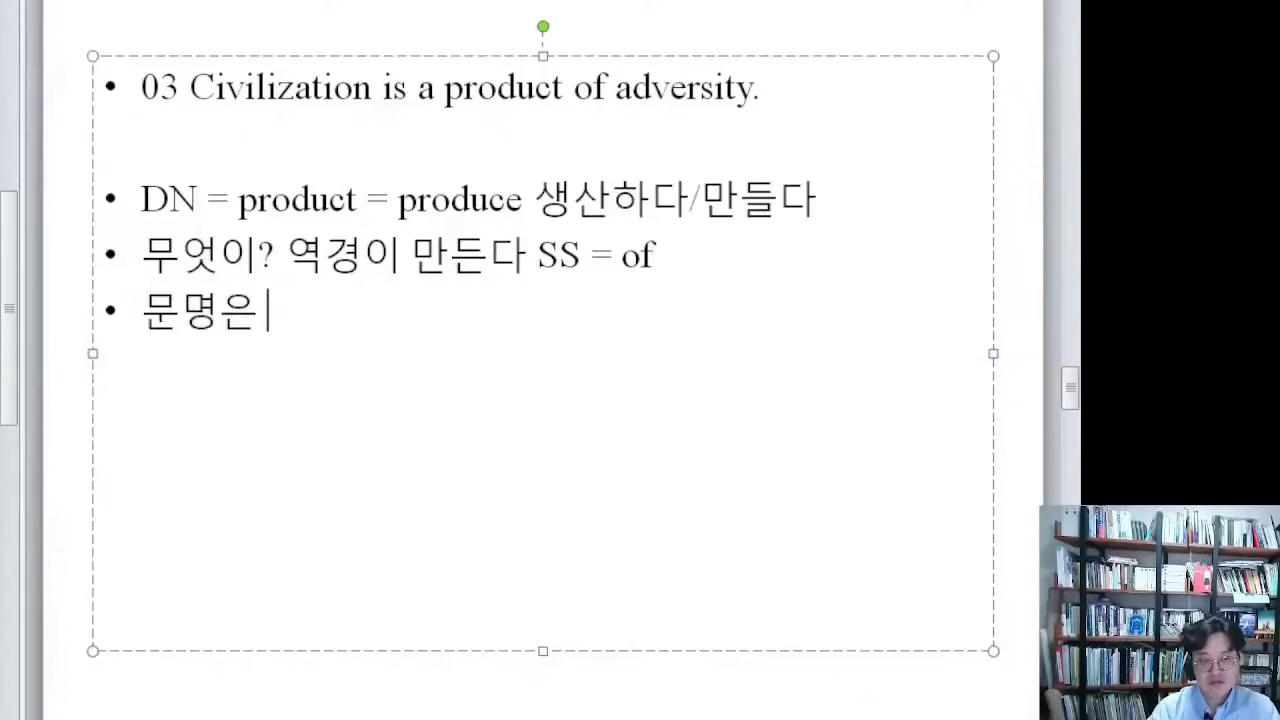 • 03 Civilization is a product of adversity.
• DN = product = produce 생산하다/만들다
• 무엇이? 역경이 만든다 SS = of
• 문명은